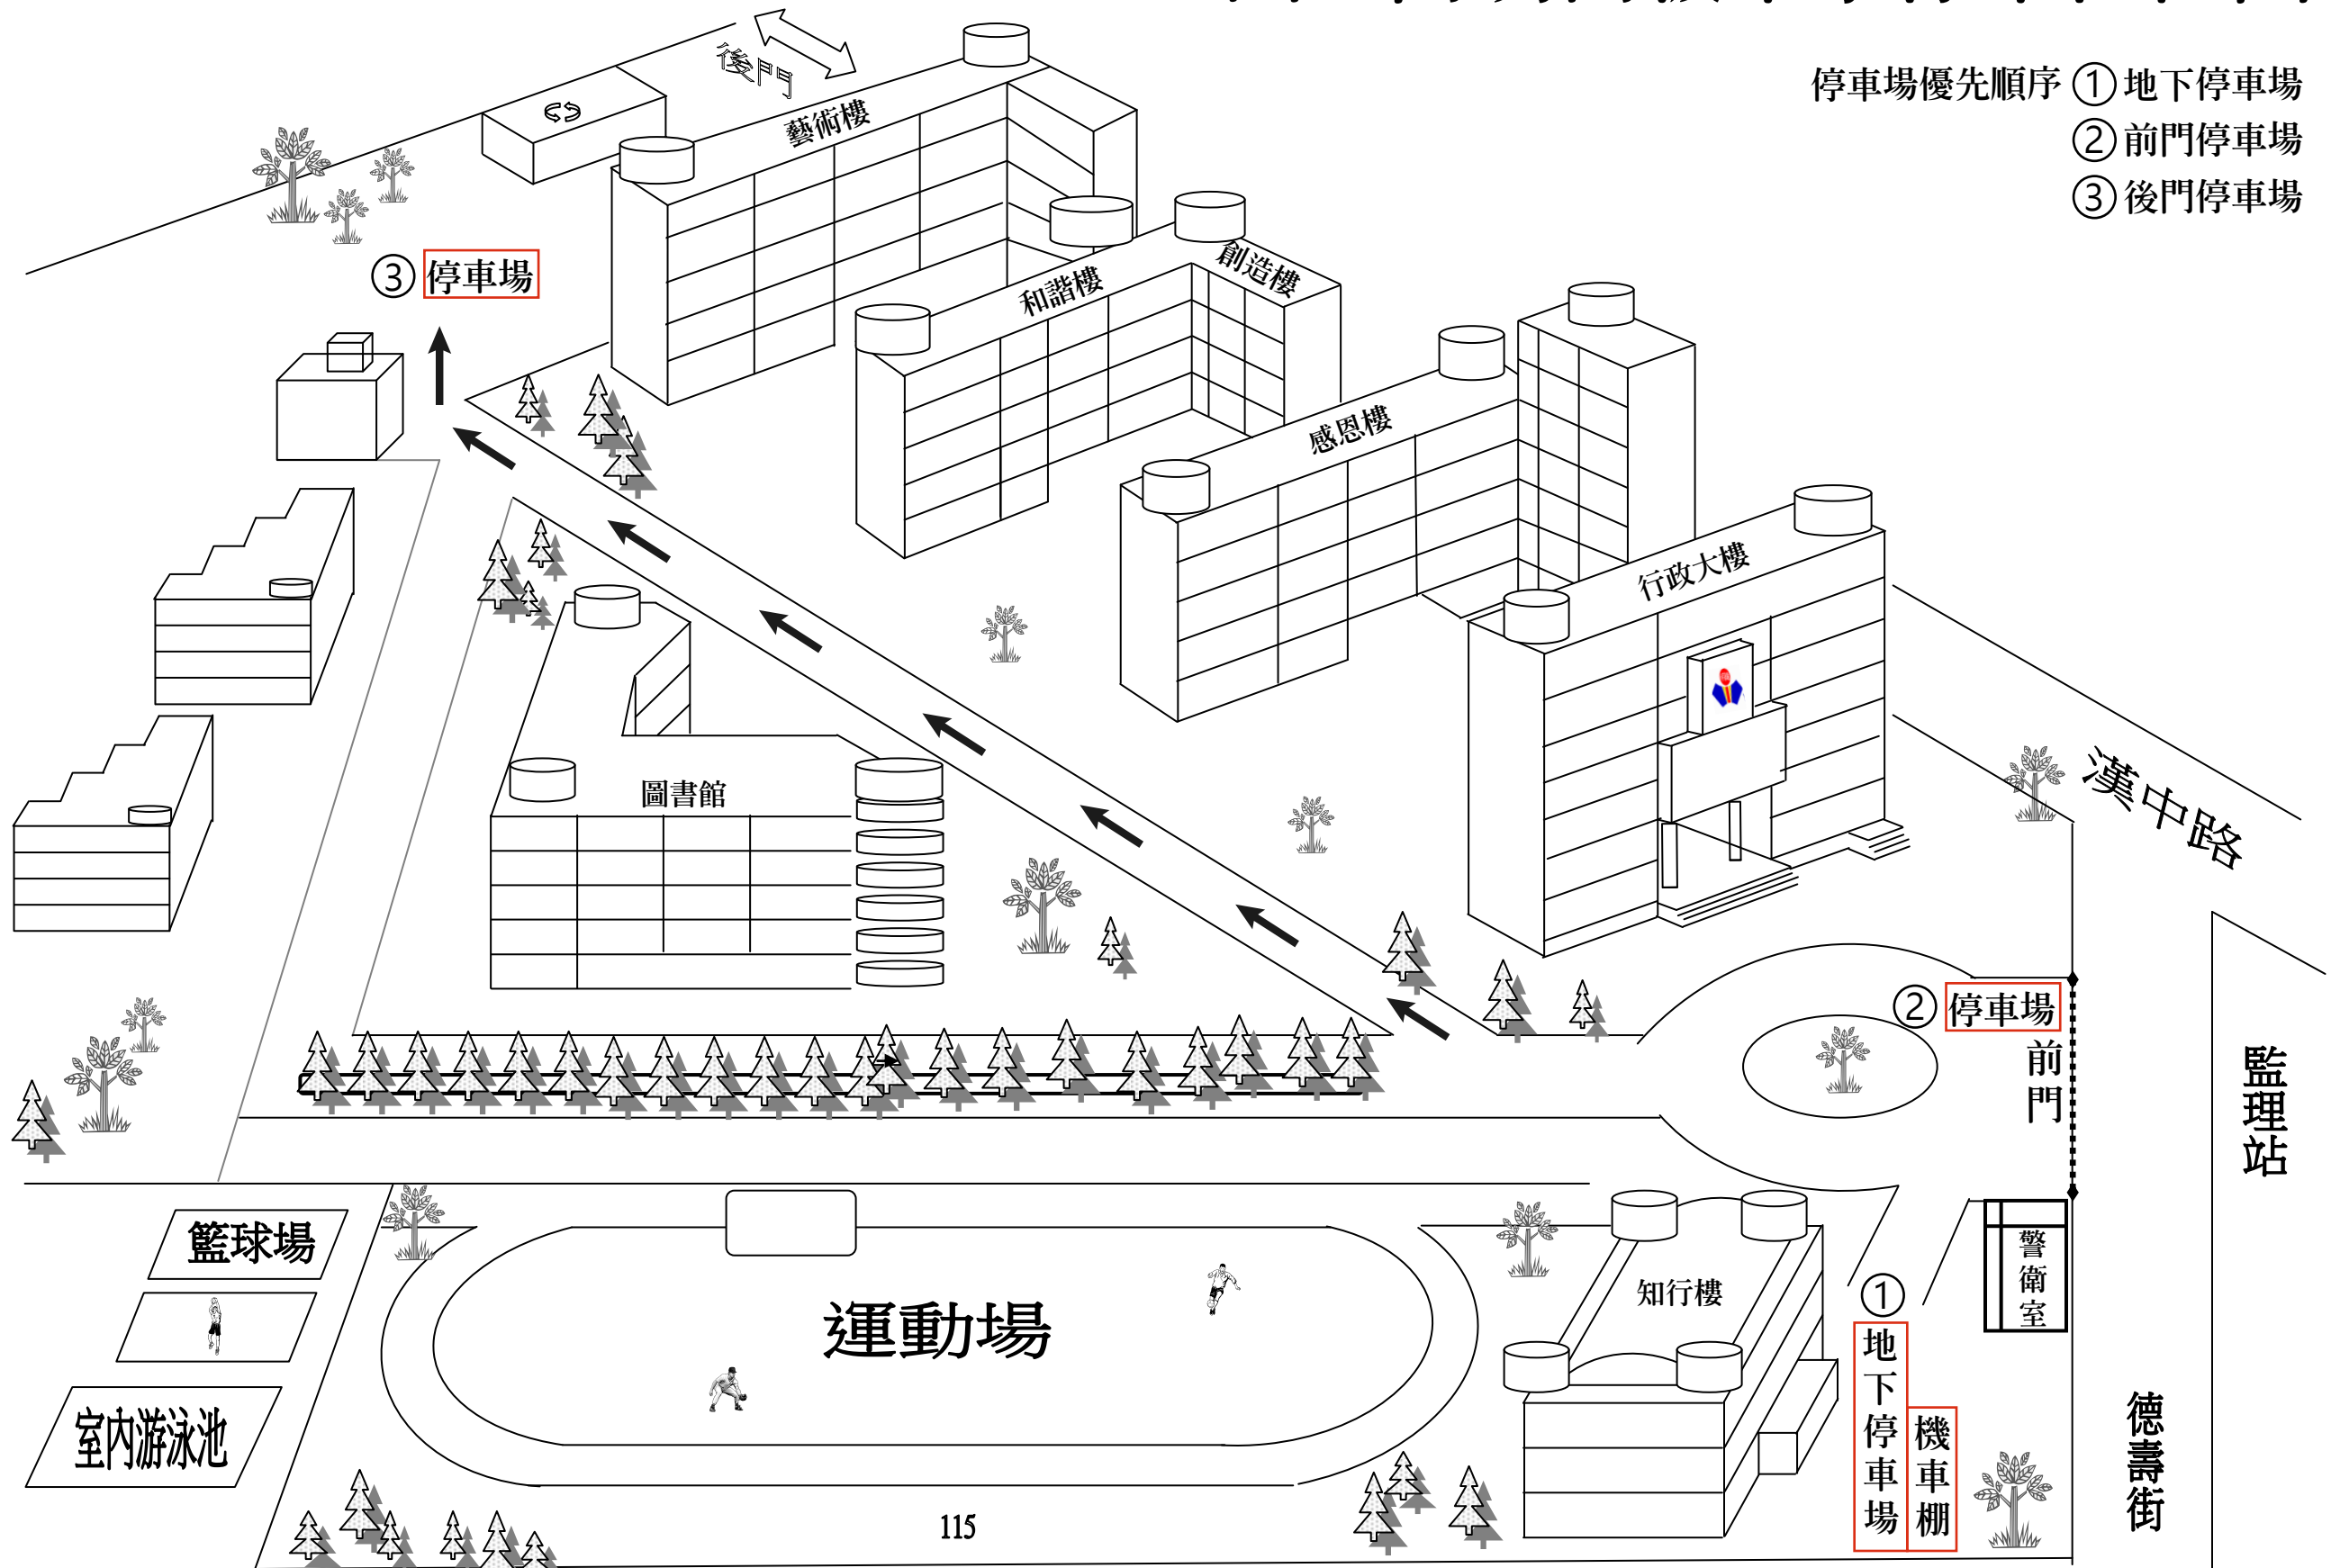 停車場優先順序 ① 地下停車場
② 前門停車場
③ 後門停車場
後門
藝術樓
③ 停車場
和諧樓
創造樓
感恩樓
行政大樓
圖書館
漢中路
② 停車場
前門
監理站
籃球場
運動場
室內游泳池
知行樓
警衛室
① 地下停車場
機車棚
德壽街
115